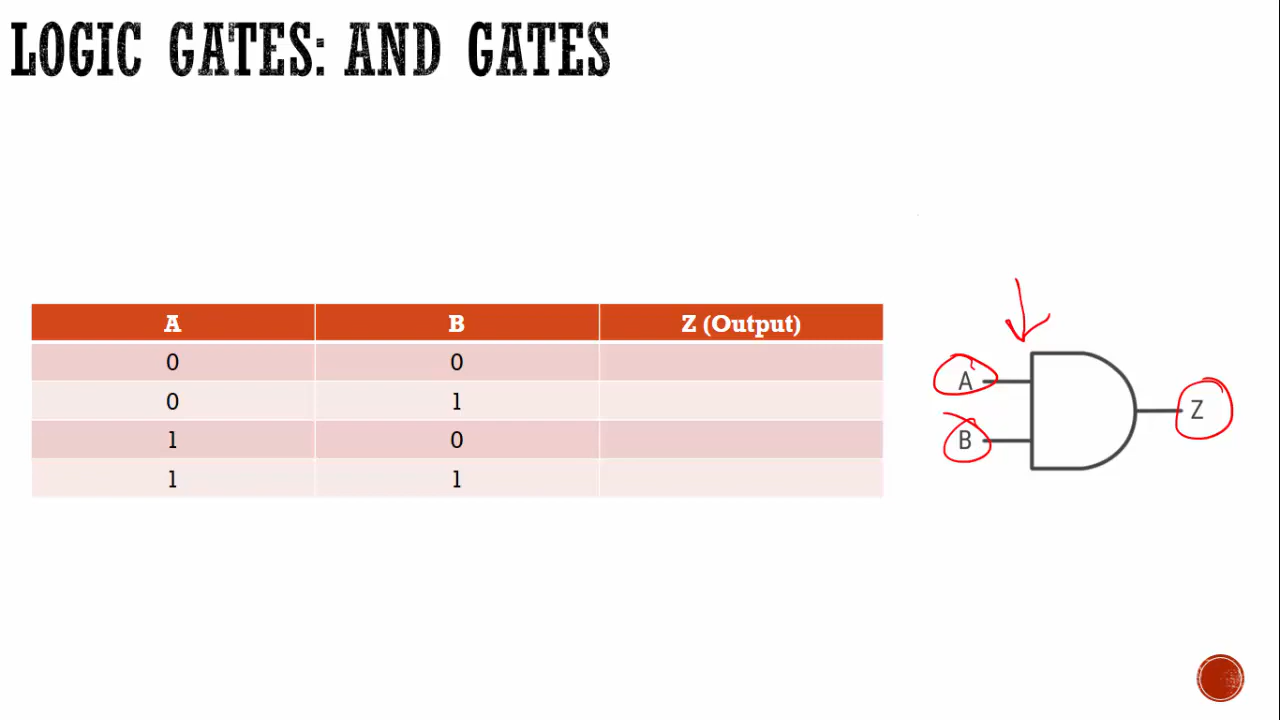 LOGIC GATES: AND GATES
A B Z (Output)
0 0
0 1
1 0
1 1
A
B
Z